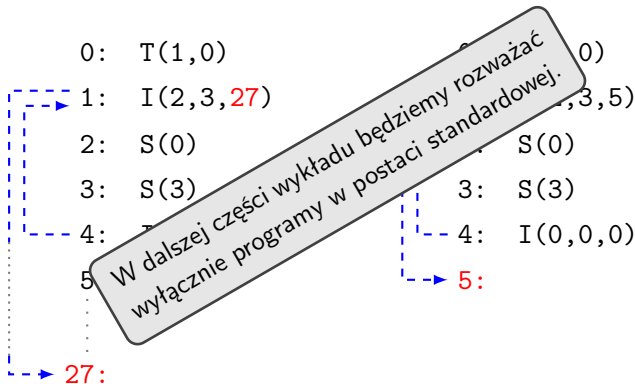 0: T(1,0)
1: I(2,3,27)
2: S(0)
3: S(3)
4:
5
27:
0)
,3,5)
S(0)
3: S(3)
4: I(0,0,0)
5:
W dalszej części wykładu będziemy rozważać
wyłącznie programy w postaci standardowej.